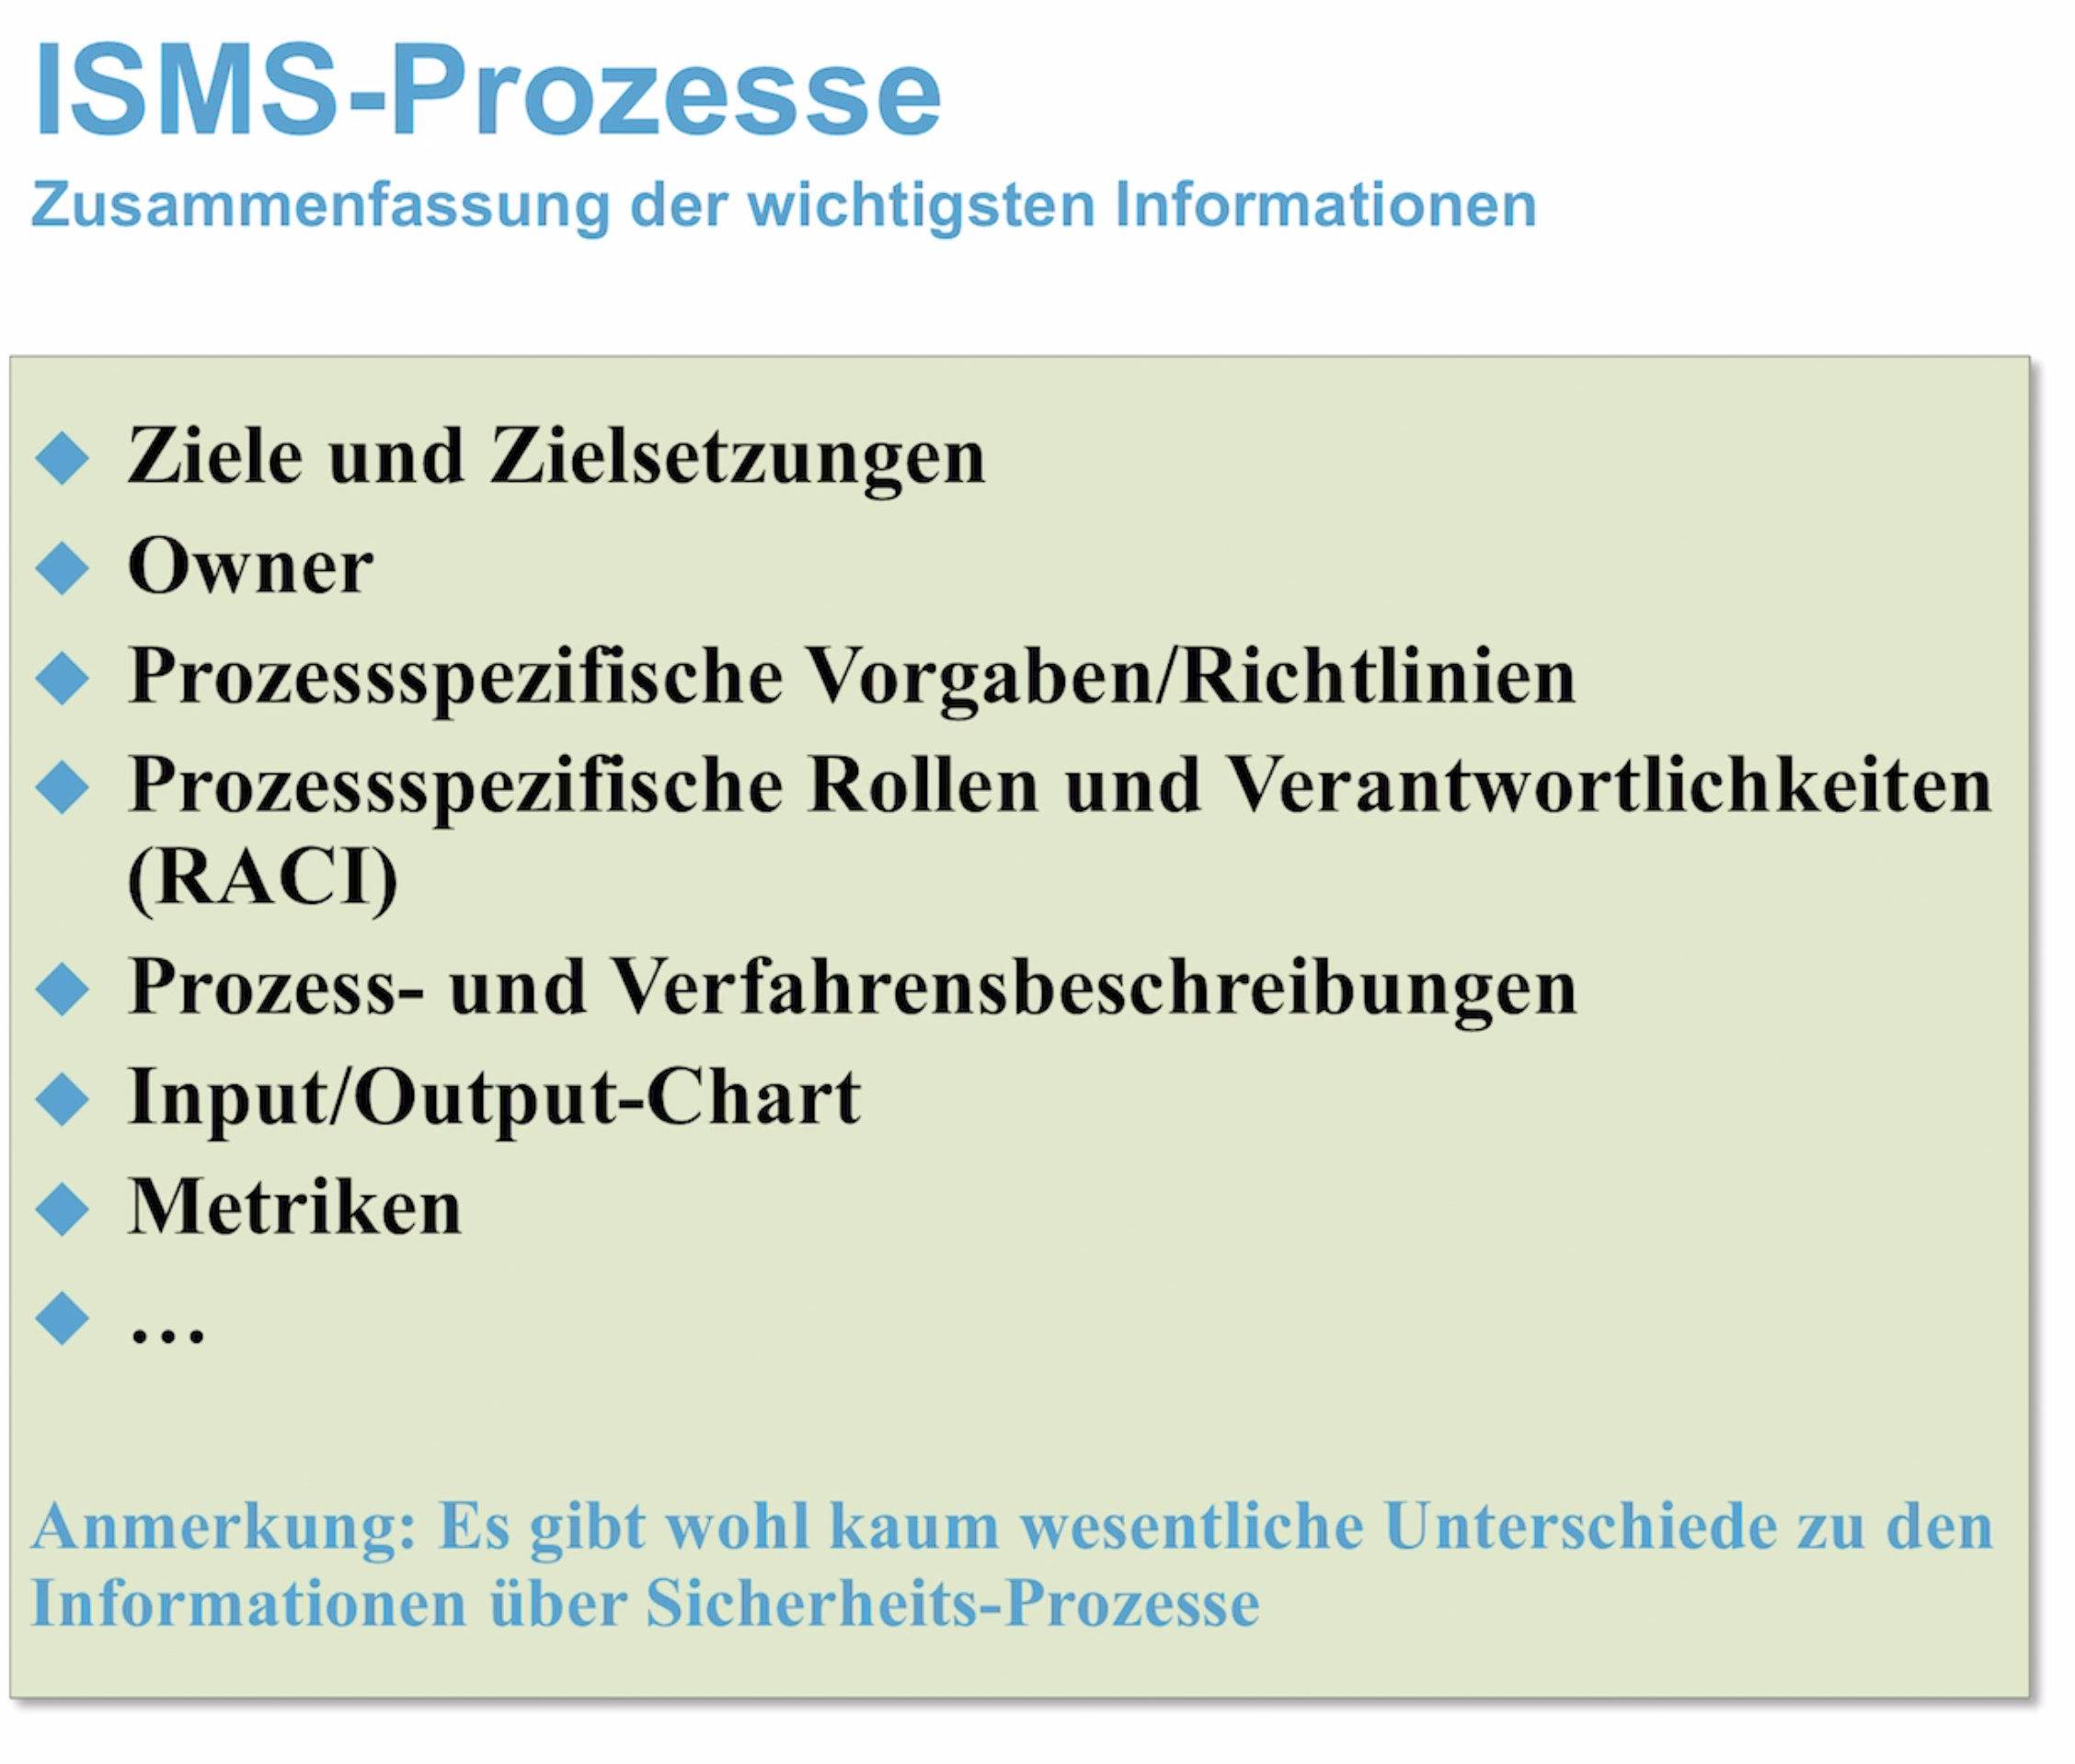 ISMS-Prozesse
Zusammenfassung der wichtigsten Informationen
Ziele und Zielsetzungen
Owner
Prozessspezifische Vorgaben/Richtlinien
Prozessspezifische Rollen und Verantwortlichkeiten
(RACI)
Prozess- und Verfahrensbeschreibungen
Input/Output-Chart
Metriken
…
Anmerkung: Es gibt wohl kaum wesentliche Unterschiede zu den
Informationen über Sicherheits-Prozesse